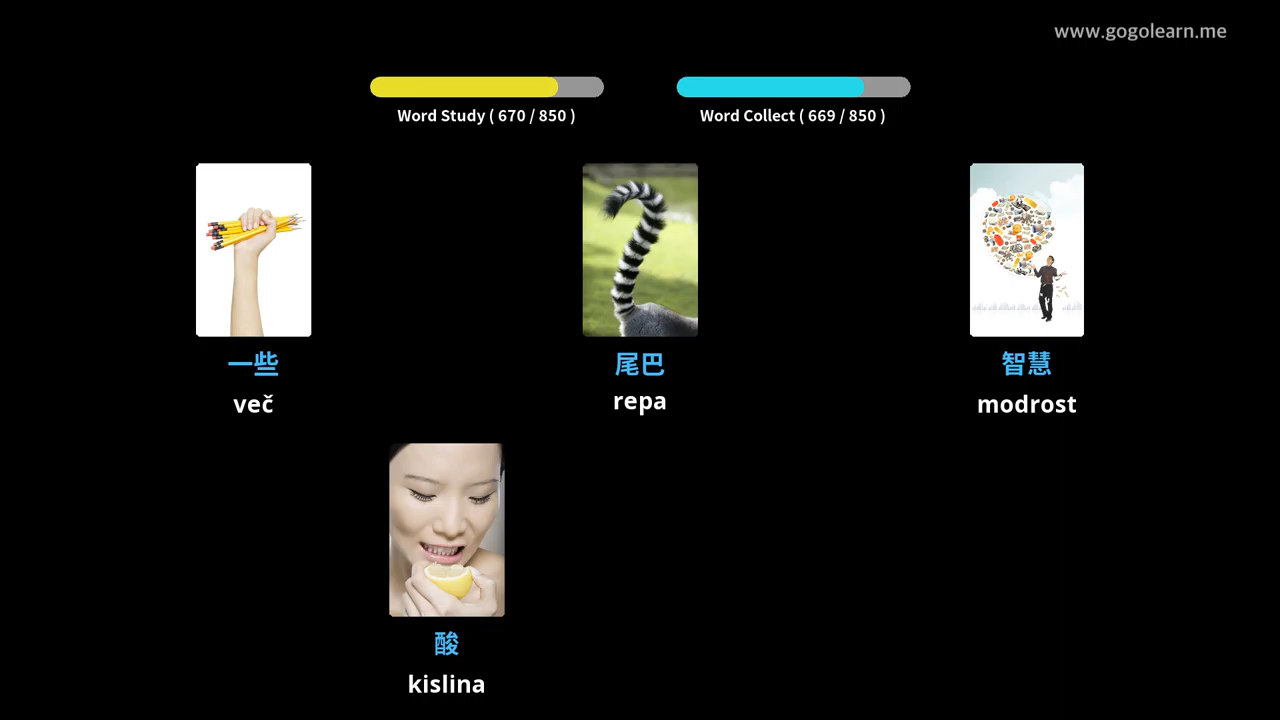 www.gogolearn.me
Word Study ( 670 / 850 )
Word Collect ( 669 / 850 )
一些
več
尾巴
repa
智慧
modrost
酸
kislina